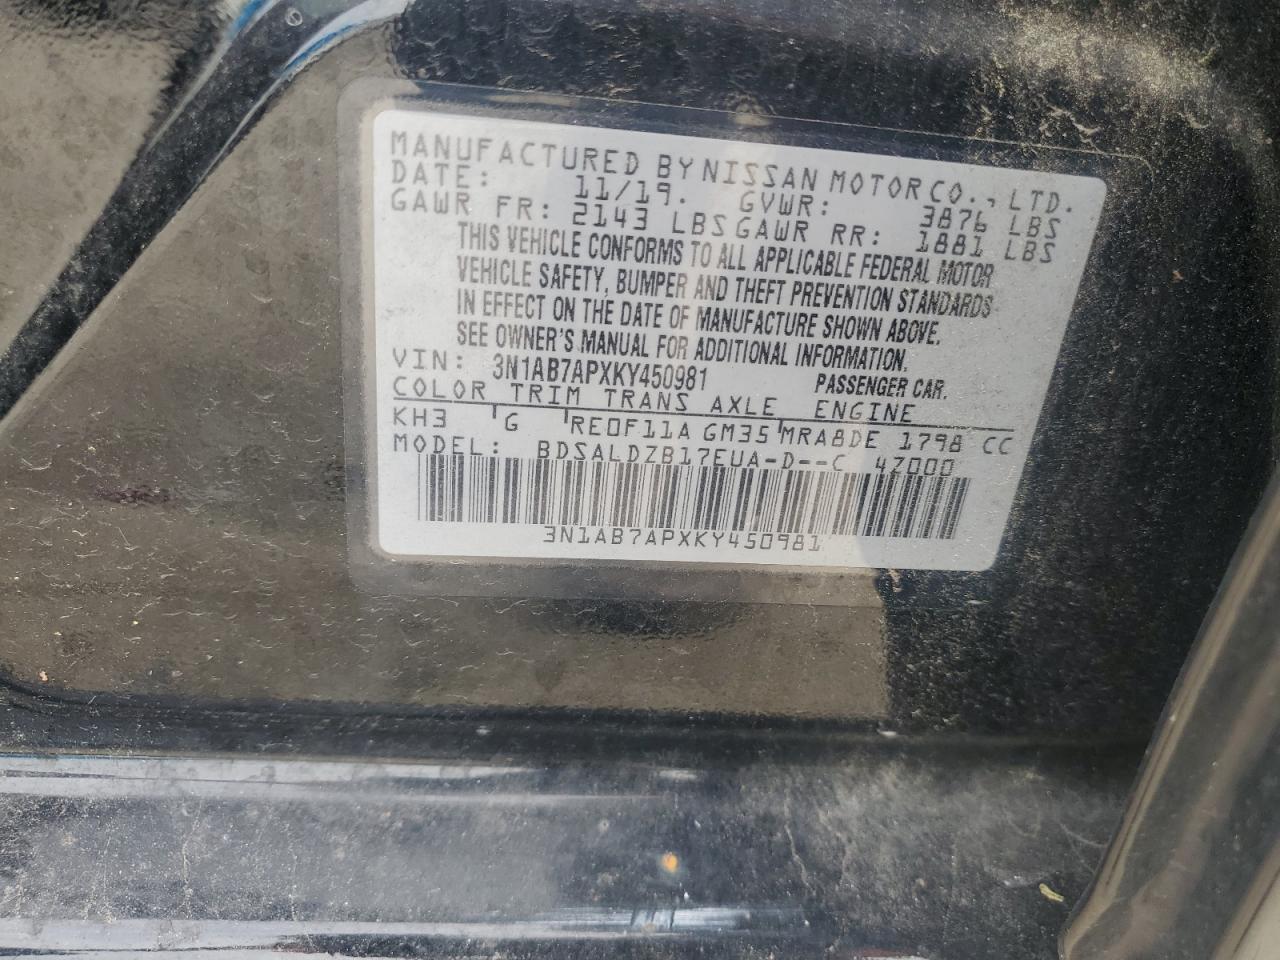 MANUFACTURED BY NISSAN MOTOR CO., LTD.
DATE: 11/19. GVWR: 3876 LBS
GAWR FR: 2143 LBS GAWR RR: 1881 LBS
THIS VEHICLE CONFORMS TO ALL APPLICABLE FEDERAL MOTOR
VEHICLE SAFETY, BUMPER AND THEFT PREVENTION STANDARDS
IN EFFECT ON THE DATE OF MANUFACTURE SHOWN ABOVE.
SEE OWNER'S MANUAL FOR ADDITIONAL INFORMATION.
VIN: 3N1AB7APXKY450981 PASSENGER CAR.
COLOR TRIM TRANS AXLE ENGINE
KH3 G RE0F11A GM35 MRA8DE 1798 CC
MODEL: BDSALDZB17EUA-D--C 4Z000
3N1AB7APXKY450981